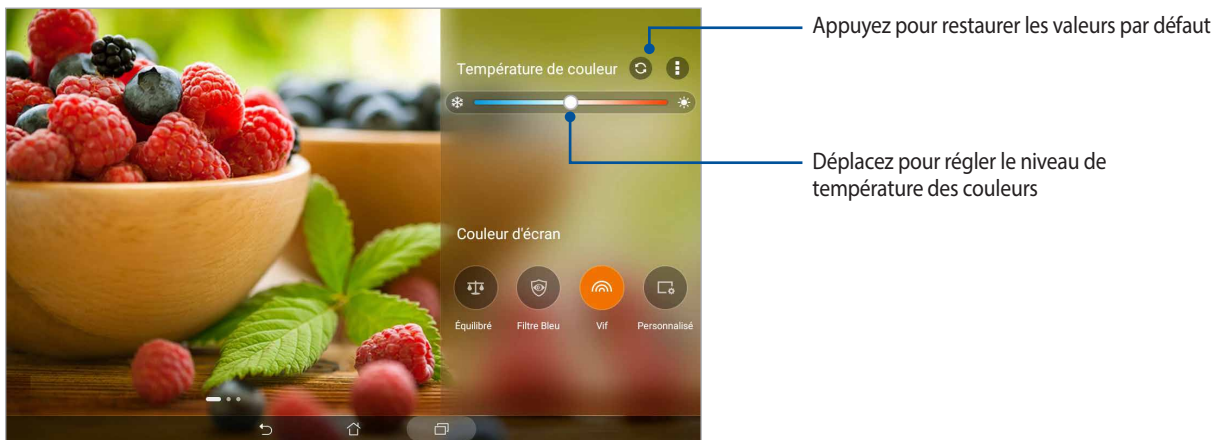 Appuyez pour restaurer les valeurs par défaut
Température de couleur
Déplacez pour régler le niveau de
température des couleurs
Couleur d'écran
Équilibré Filtre Bleu Vif Personnalisé